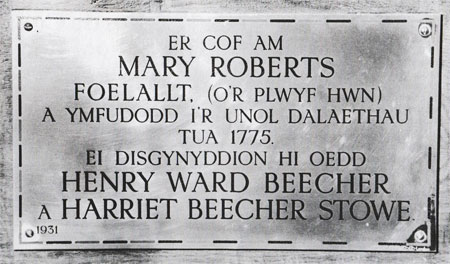 ER COF AM
MARY ROBERTS
FOELALLT, (O'R PLWYF HWN)
A YMFUDODD I'R UNOL DALAETHAU
TUA 1775.
EI DISGYNYDDION HI OEDD
HENRY WARD BEECHER
A HARRIET BEECHER STOWE.
1931